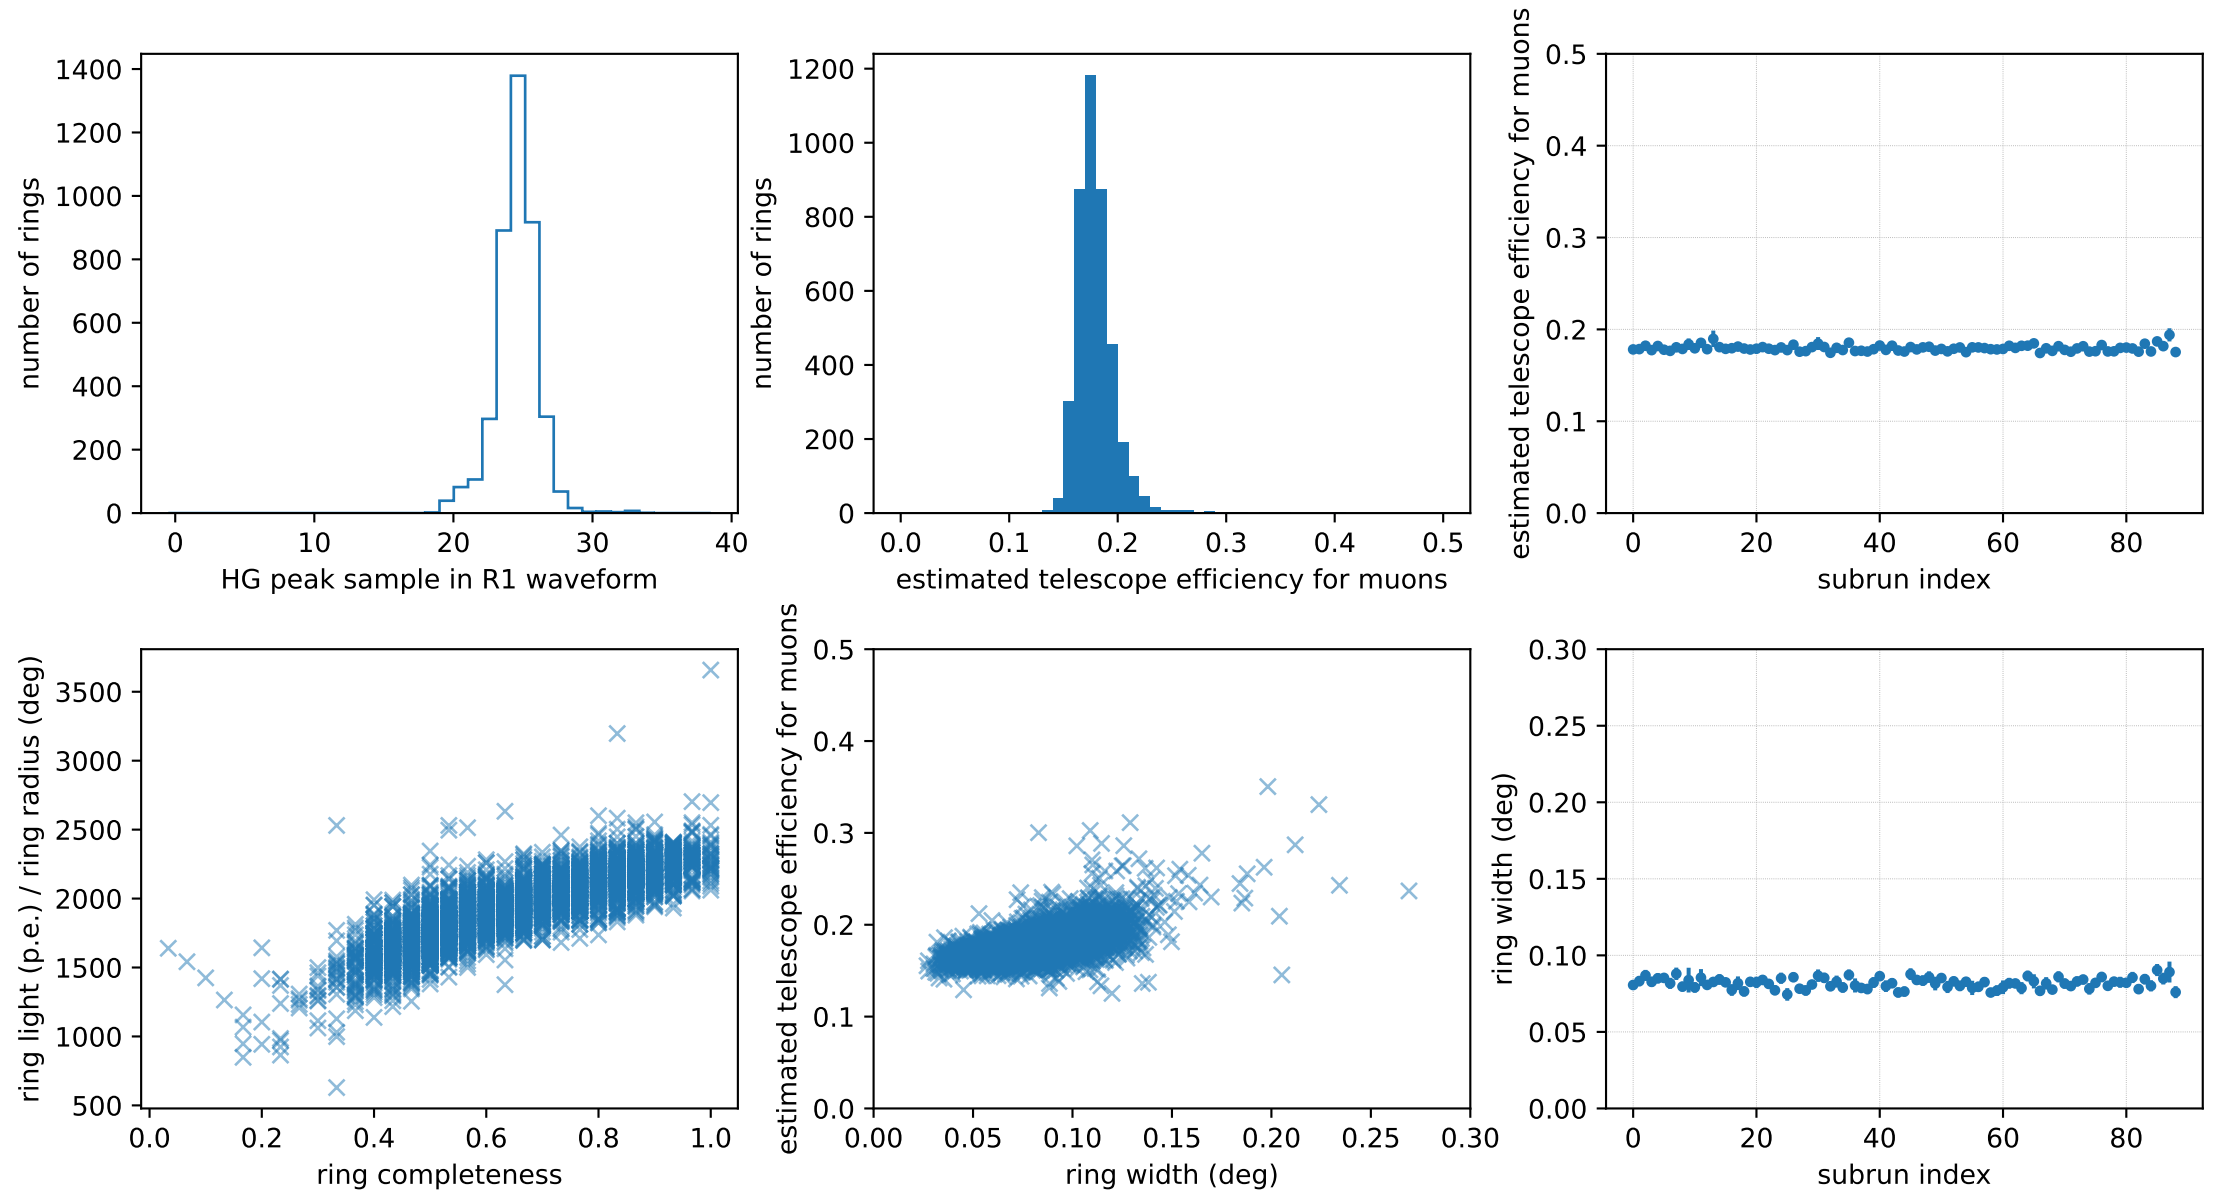 number of rings
1400
1200
1000
800
600
400
200
0
0 10 20 30 40
HG peak sample in R1 waveform
number of rings
1200
1000
800
600
400
200
0
0.0 0.1 0.2 0.3 0.4 0.5
estimated telescope efficiency for muons
estimated telescope efficiency for muons
0.5
0.4
0.3
0.2
0.1
0.0
0 20 40 60 80
subrun index
ring light (p.e.) / ring radius (deg)
3500
3000
2500
2000
1500
1000
500
0.0 0.2 0.4 0.6 0.8 1.0
ring completeness
estimated telescope efficiency for muons
0.5
0.4
0.3
0.2
0.1
0.0
0.00 0.05 0.10 0.15 0.20 0.25 0.30
ring width (deg)
ring width (deg)
0.30
0.25
0.20
0.15
0.10
0.05
0.00
0 20 40 60 80
subrun index